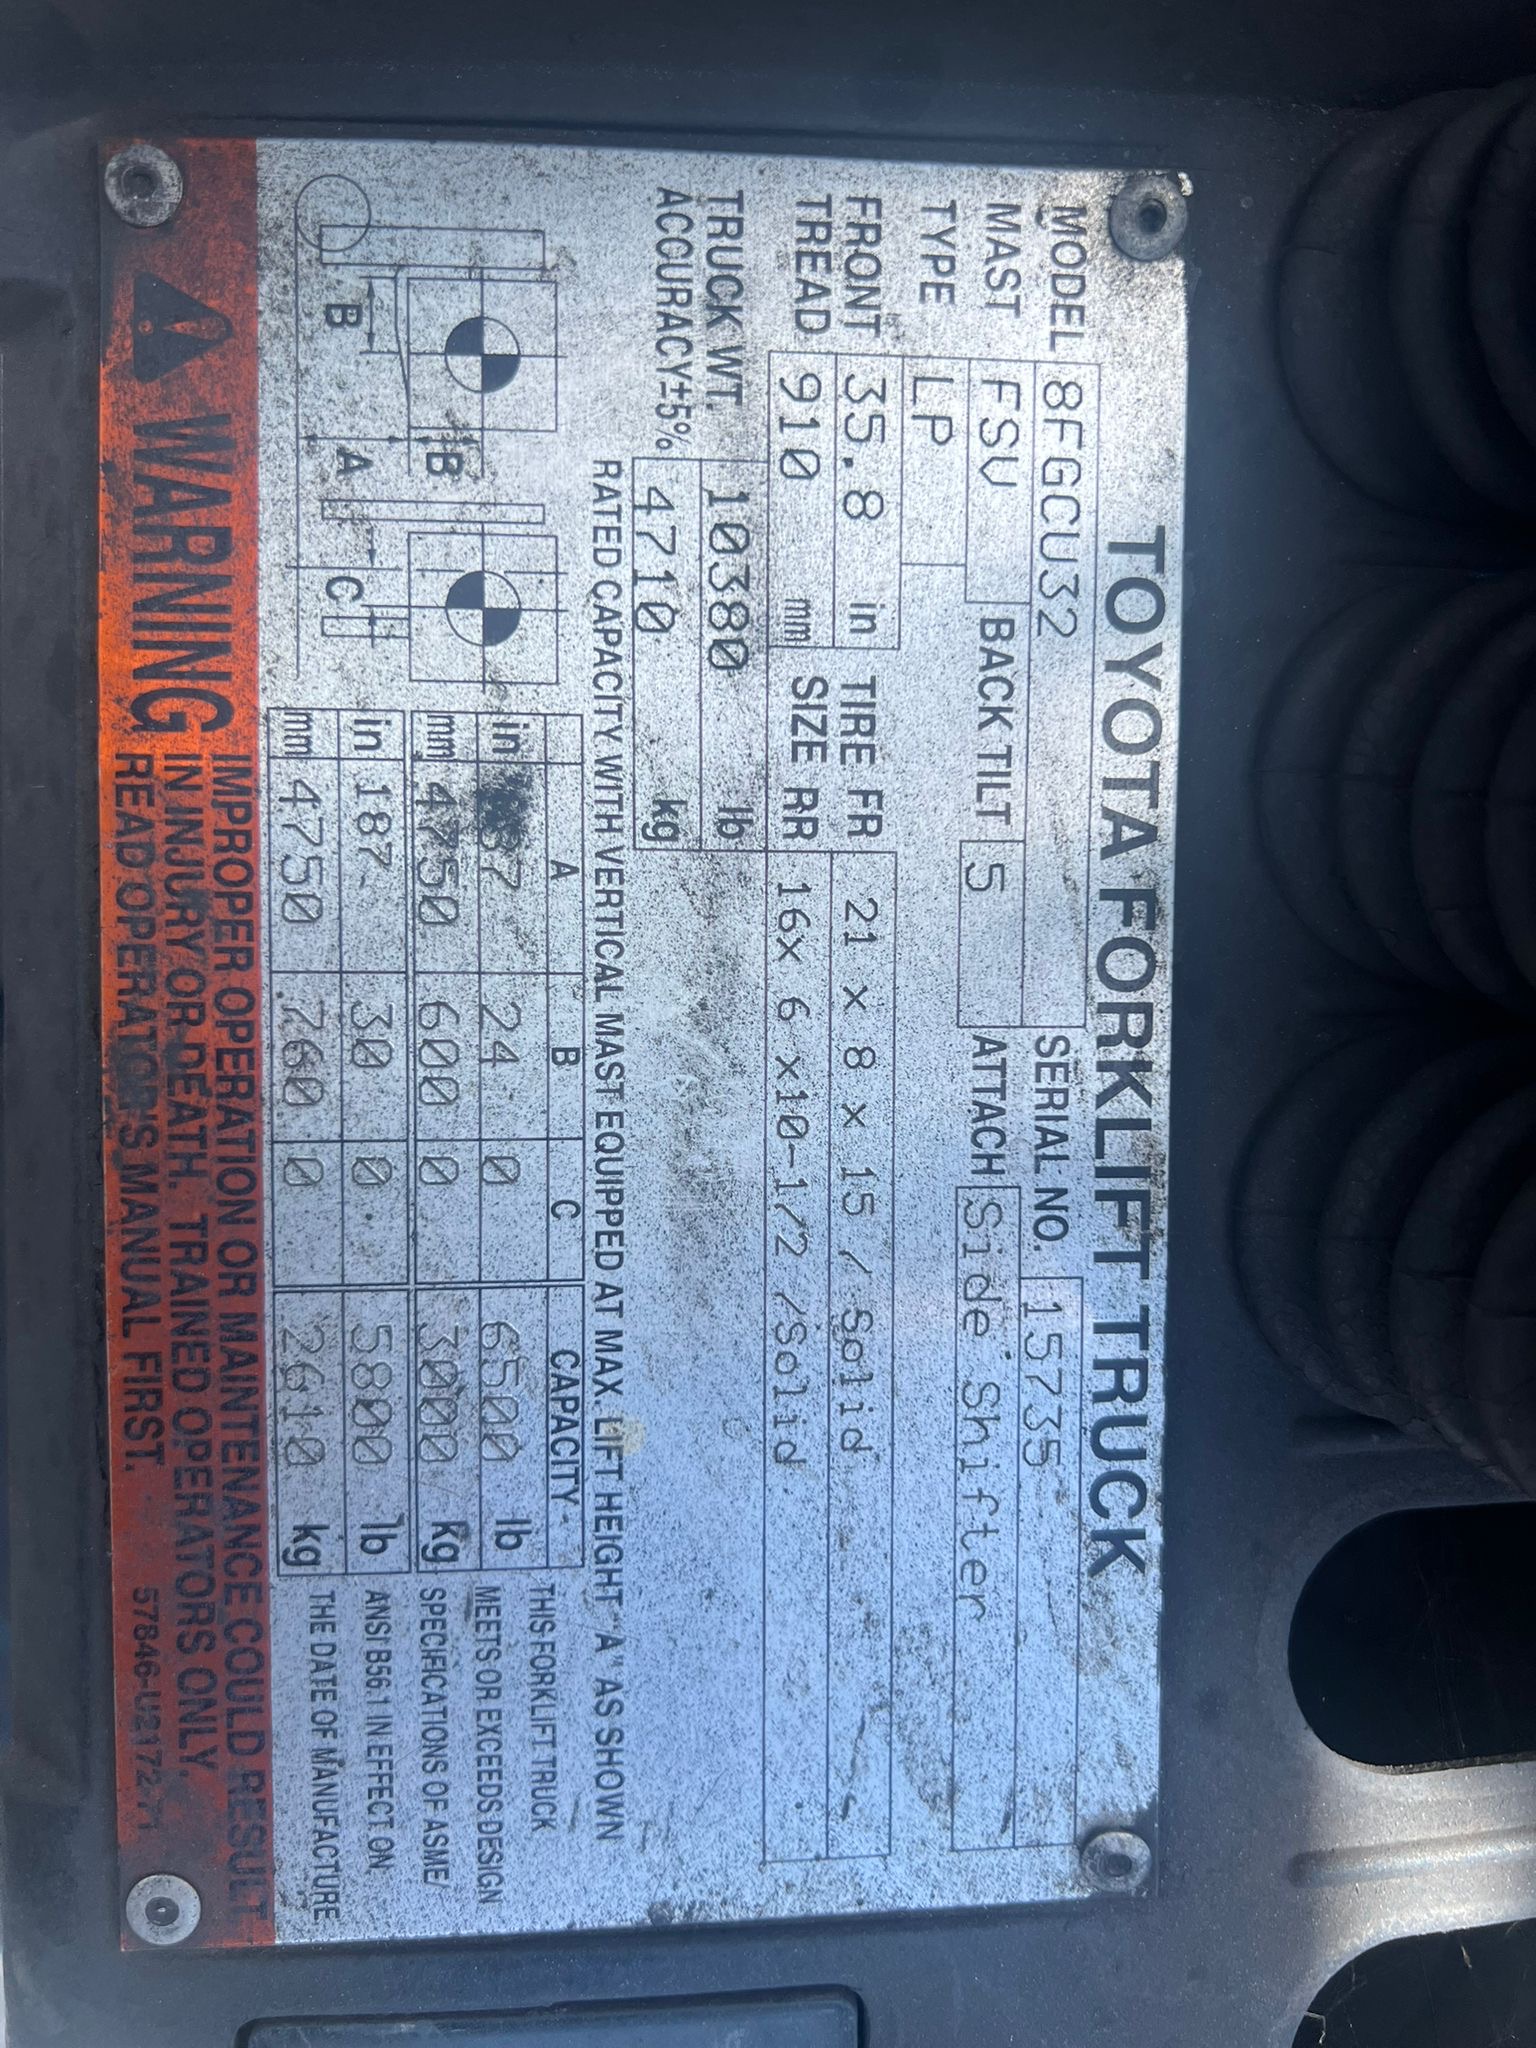 TOYOTA FORKLIFT TRUCK
MODEL 8FGCU32 SERIAL NO. 15735
MAST FSV BACK TILT 5 ATTACH Side Shifter
TYPE LP
FRONT 35.8 in TIRE FR 21 x 8 x 15 / Solid
TREAD 910 mm SIZE RR 16x 6 x10-1/2 /Solid
TRUCK WT. 10380 lb
ACCURACY±5% 4710 kg
RATED CAPACITY WITH VERTICAL MAST EQUIPPED AT MAX. LIFT HEIGHT "A" AS SHOWN
A B C CAPACITY
in 187 24 0 6500 lb
mm 4750 600 0 3000 kg
in 187 30 0 5800 lb
mm 4750 760 0 2610 kg
B B
A C
THIS FORKLIFT TRUCK
MEETS OR EXCEEDS DESIGN
SPECIFICATIONS OF ASME/
ANSI B56.1 IN EFFECT ON
THE DATE OF MANUFACTURE
WARNING
IMPROPER OPERATION OR MAINTENANCE COULD RESULT
IN INJURY OR DEATH. TRAINED OPERATORS ONLY.
READ OPERATOR'S MANUAL FIRST.
57846-U2172-71